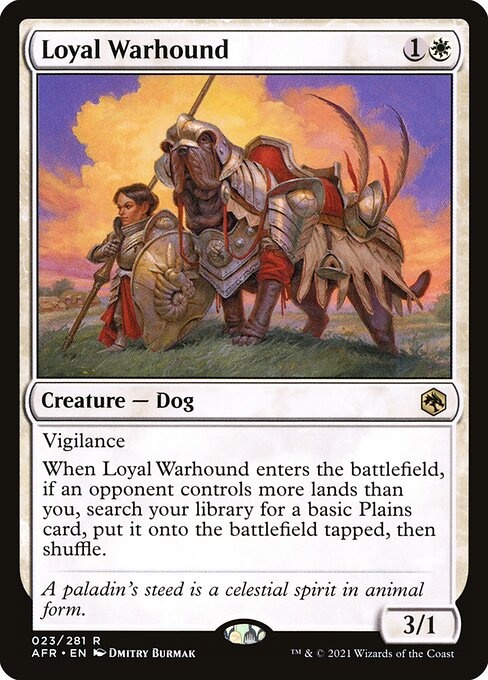 Loyal Warhound 1
Creature — Dog
Vigilance
When Loyal Warhound enters the battlefield,
if an opponent controls more lands than
you, search your library for a basic Plains
card, put it onto the battlefield tapped, then
shuffle.
A paladin's steed is a celestial spirit in animal
form.
3/1
023/281 R
AFR • EN Dmitry Burmak
™ & © 2021 Wizards of the Coast